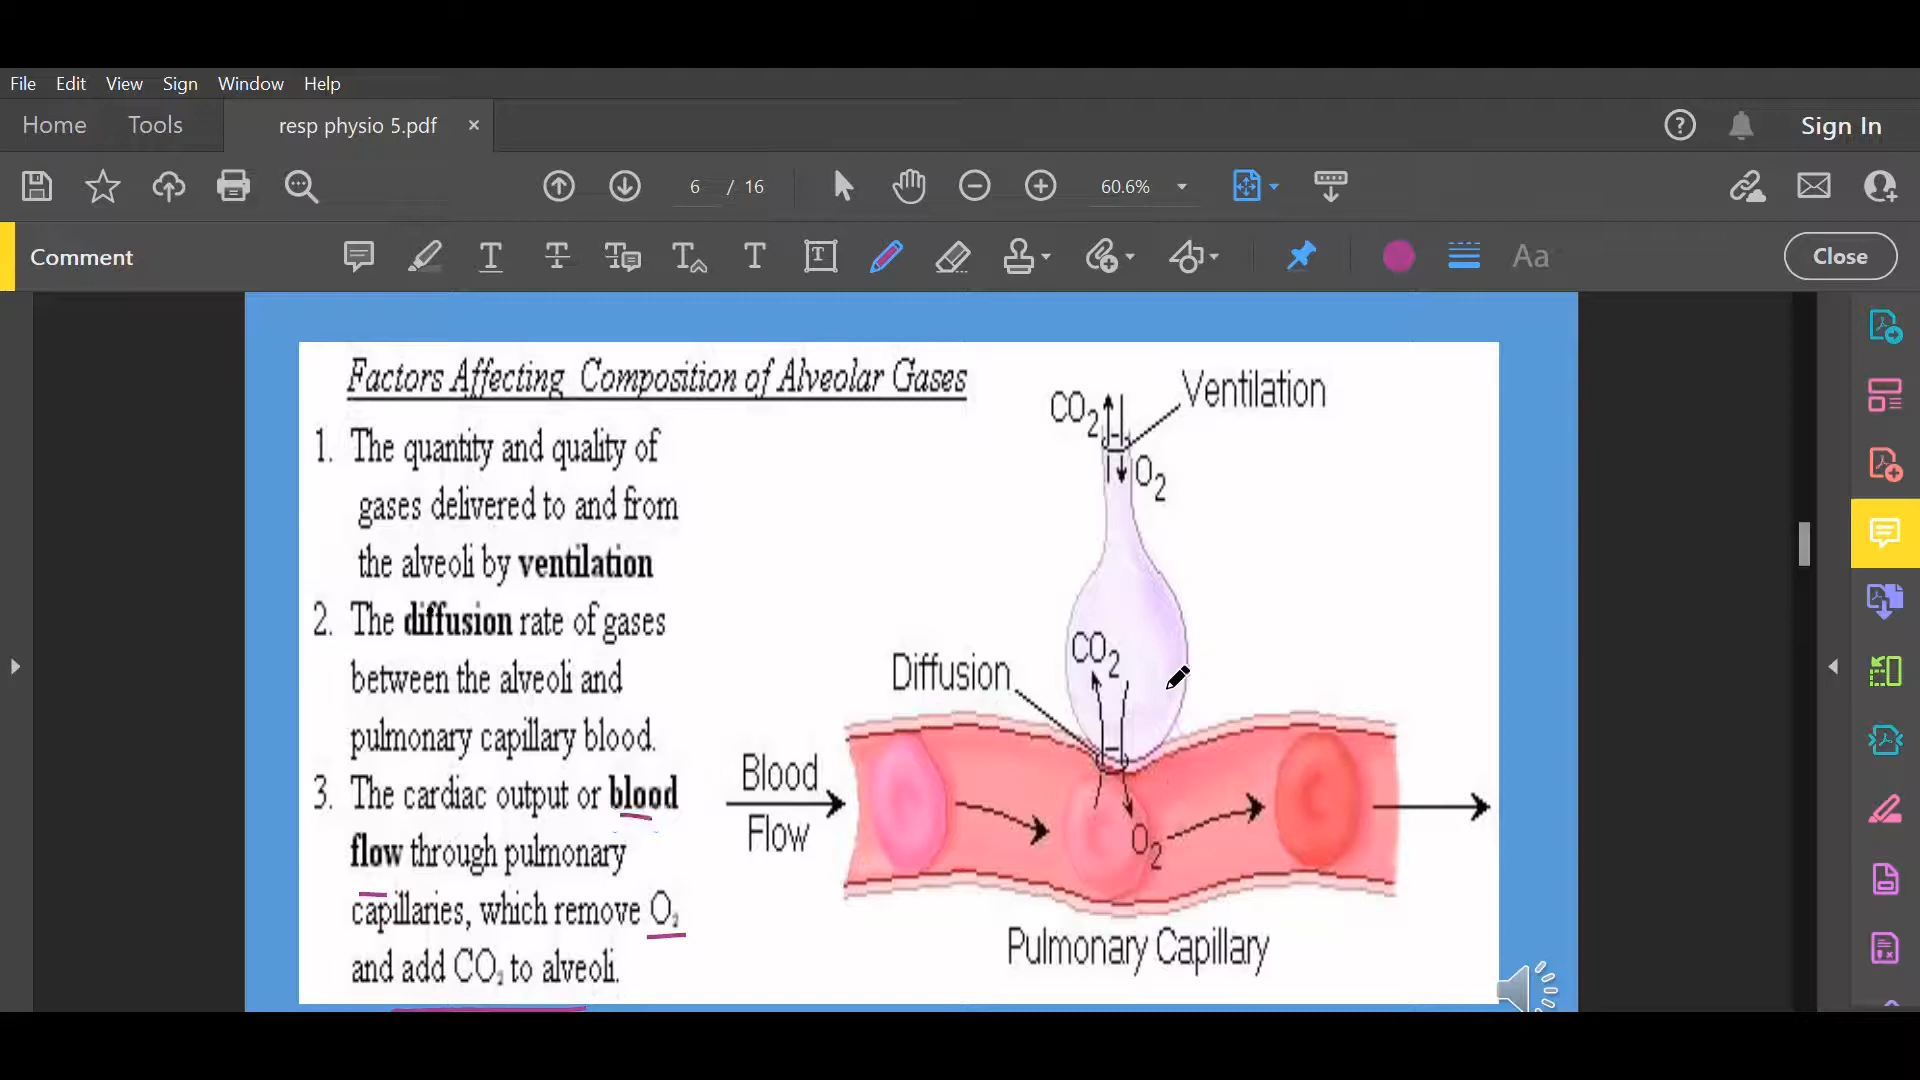 File Edit View Sign Window Help
Home Tools resp physio 5.pdf × Sign In
6 / 16 60.6%
Comment Aa Close
Factors Affecting Composition of Alveolar Gases
1. The quantity and quality of
gases delivered to and from
the alveoli by ventilation
2. The diffusion rate of gases
between the alveoli and
pulmonary capillary blood.
3. The cardiac output or blood
flow through pulmonary
capillaries, which remove O₂
and add CO₂ to alveoli.
CO₂
Ventilation
O₂
CO₂
Diffusion
Blood
Flow
O₂
Pulmonary Capillary